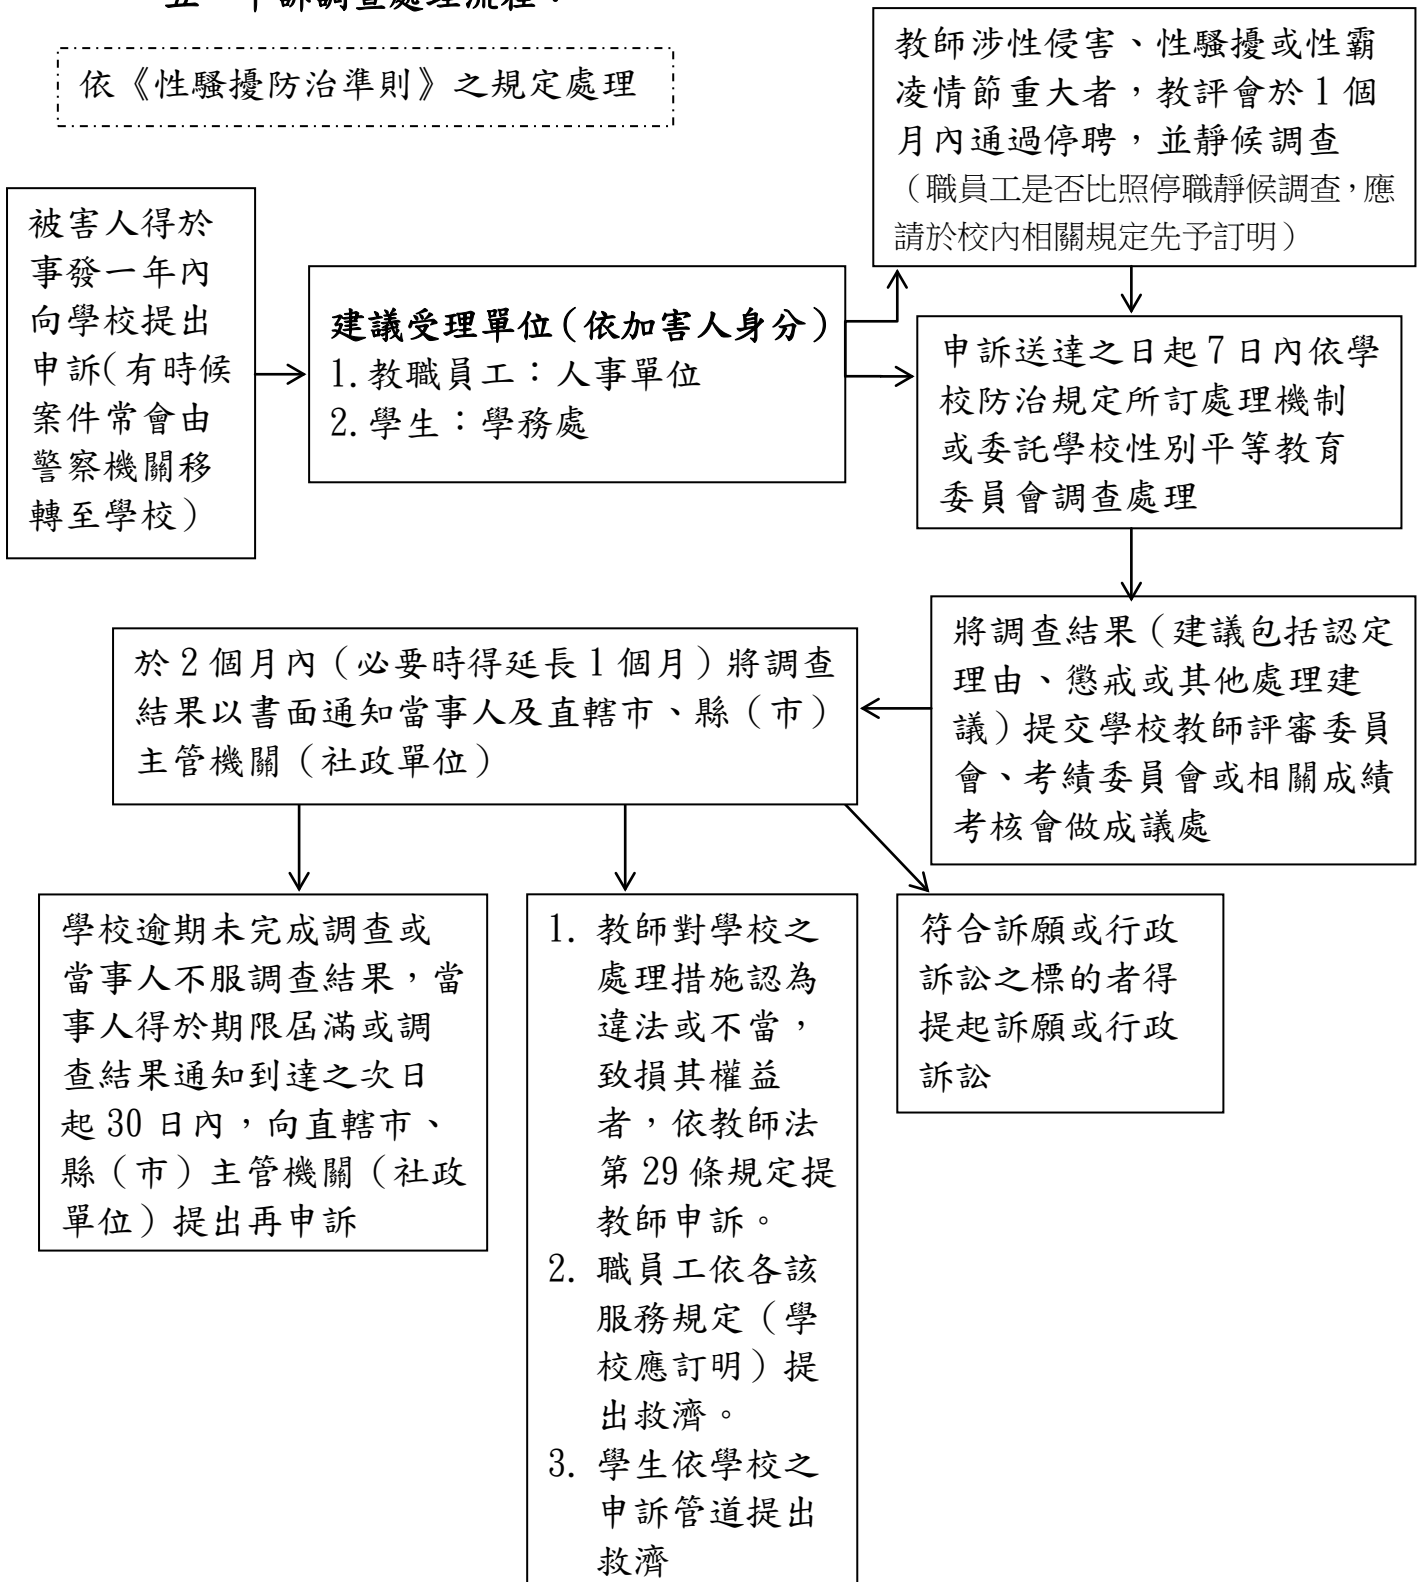 五、申訴調查處理流程：
依《性騷擾防治準則》之規定處理
教師涉性侵害、性騷擾或性霸
凌情節重大者，教評會於 1 個
月內通過停聘，並靜候調查
（職員工是否比照停職靜候調查，應
請於校內相關規定先予訂明）
被害人得於
事發一年內
向學校提出
申訴(有時候
案件常會由
警察機關移
轉至學校)
建議受理單位(依加害人身分)
1.教職員工：人事單位
2.學生：學務處
申訴送達之日起 7 日內依學
校防治規定所訂處理機制
或委託學校性別平等教育
委員會調查處理
將調查結果（建議包括認定
理由、懲戒或其他處理建
議）提交學校教師評審委員
會、考績委員會或相關成績
考核會做成議處
於 2 個月內（必要時得延長 1 個月）將調查
結果以書面通知當事人及直轄市、縣（市）
主管機關（社政單位）
學校逾期未完成調查或
當事人不服調查結果，當
事人得於期限屆滿或調
查結果通知到達之次日
起 30 日內，向直轄市、
縣（市）主管機關（社政
單位）提出再申訴
1. 教師對學校之
處理措施認為
違法或不當，
致損其權益
者，依教師法
第 29 條規定提
教師申訴。
2. 職員工依各該
服務規定（學
校應訂明）提
出救濟。
3. 學生依學校之
申訴管道提出
救濟
符合訴願或行政
訴訟之標的者得
提起訴願或行政
訴訟